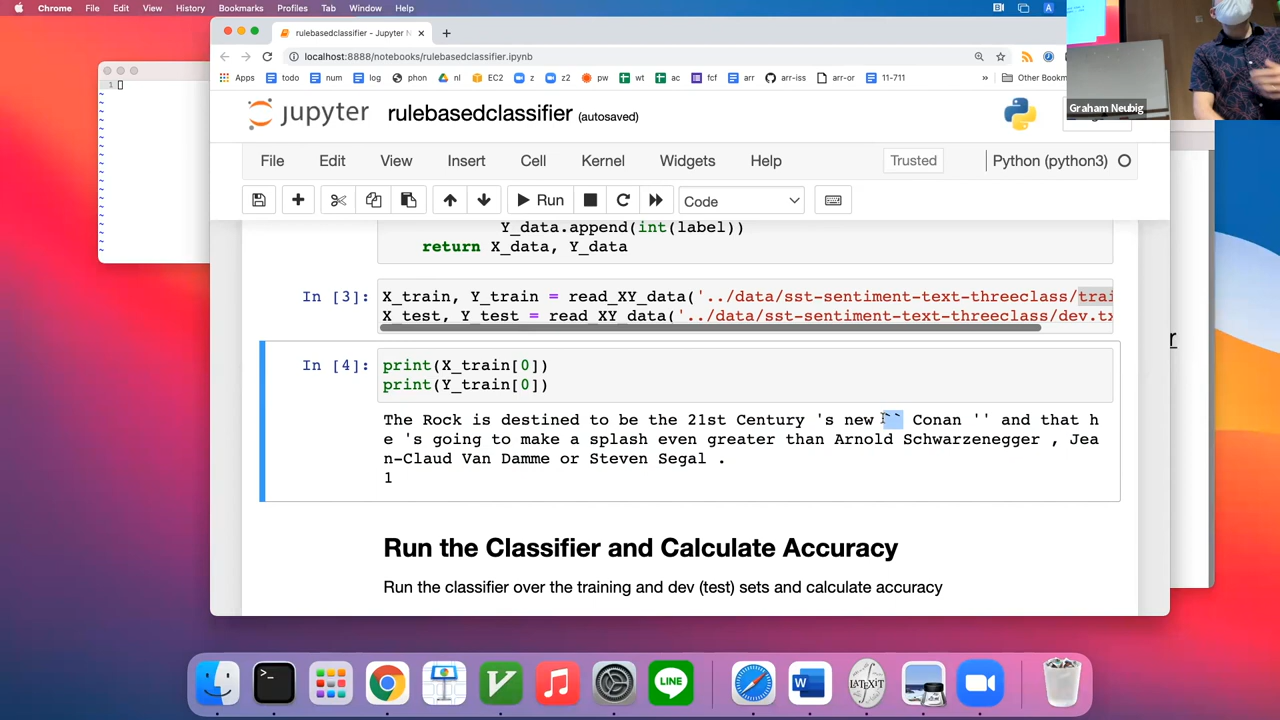 Chrome File Edit View History Bookmarks Profiles Tab Window Help
rulebasedclassifier – Jupyter N
localhost:8888/notebooks/rulebasedclassifier.ipynb
Apps todo num log phon nl EC2 z z2 pw wt ac fcf arr arr-iss arr-or 11-711 » Other Bookm
Graham Neubig
1
jupyter rulebasedclassifier (autosaved)
File Edit View Insert Cell Kernel Widgets Help Trusted Python (python3)
Run Code
Y_data.append(int(label))
return X_data, Y_data
In [3]: X_train, Y_train = read_XY_data('../data/sst-sentiment-text-threeclass/trai
X_test, Y_test = read_XY_data('../data/sst-sentiment-text-threeclass/dev.tx
In [4]: print(X_train[0])
print(Y_train[0])
The Rock is destined to be the 21st Century 's new `` Conan '' and that h
e 's going to make a splash even greater than Arnold Schwarzenegger , Jea
n-Claud Van Damme or Steven Segal .
1
Run the Classifier and Calculate Accuracy
Run the classifier over the training and dev (test) sets and calculate accuracy
LINE
W
LATEXiT